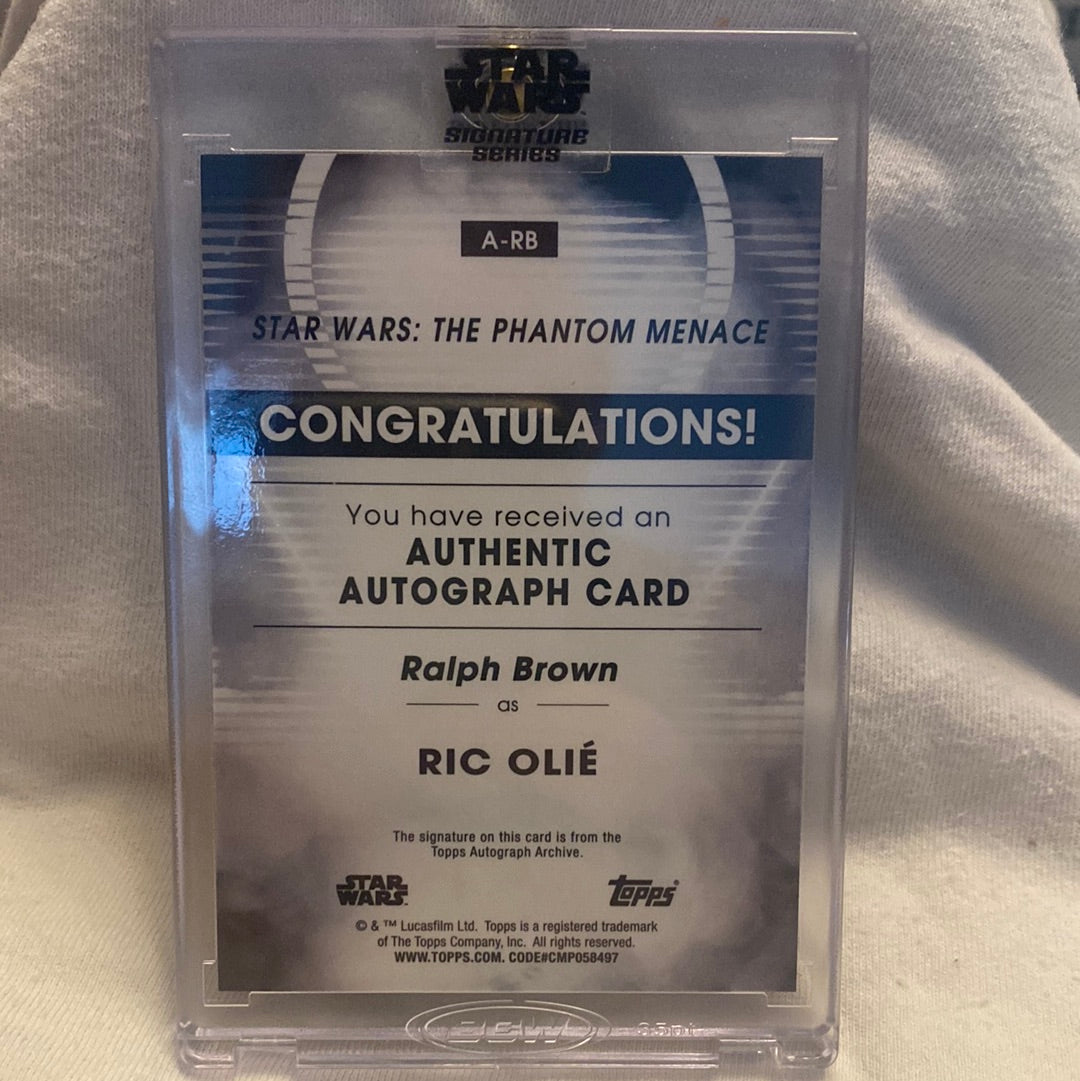 STAR
WARS
SIGNATURE
SERIES
A-RB
STAR WARS: THE PHANTOM MENACE
CONGRATULATIONS!
You have received an
AUTHENTIC
AUTOGRAPH CARD
Ralph Brown
as
RIC OLIÉ
The signature on this card is from the
Topps Autograph Archive.
STAR
WARS
topps®
© & ™ Lucasfilm Ltd. Topps is a registered trademark
of The Topps Company, Inc. All rights reserved.
WWW.TOPPS.COM. CODE#CMP058497